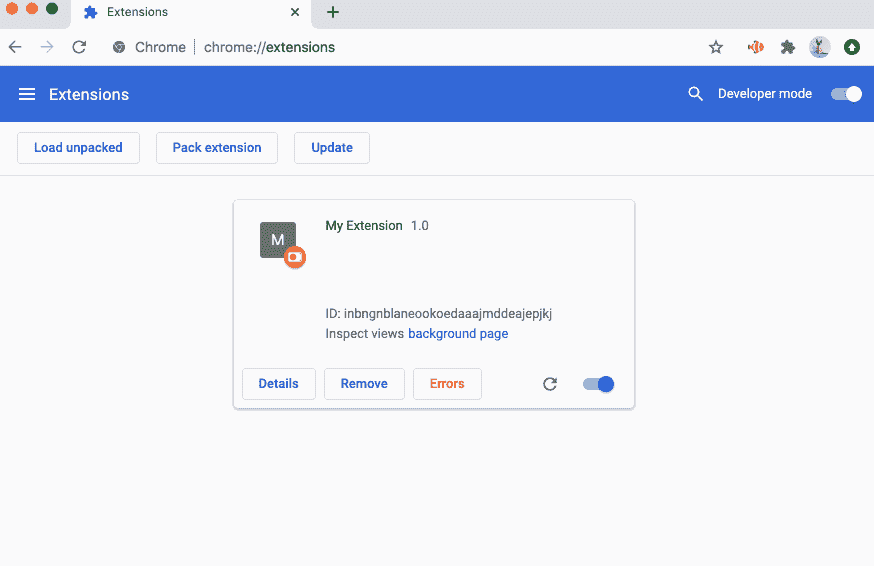 Extensions
Chrome chrome://extensions
Extensions Developer mode
Load unpacked Pack extension Update
M
My Extension 1.0
ID: inbngnblaneookoedaaajmddeajepjkj
Inspect views background page
Details Remove Errors